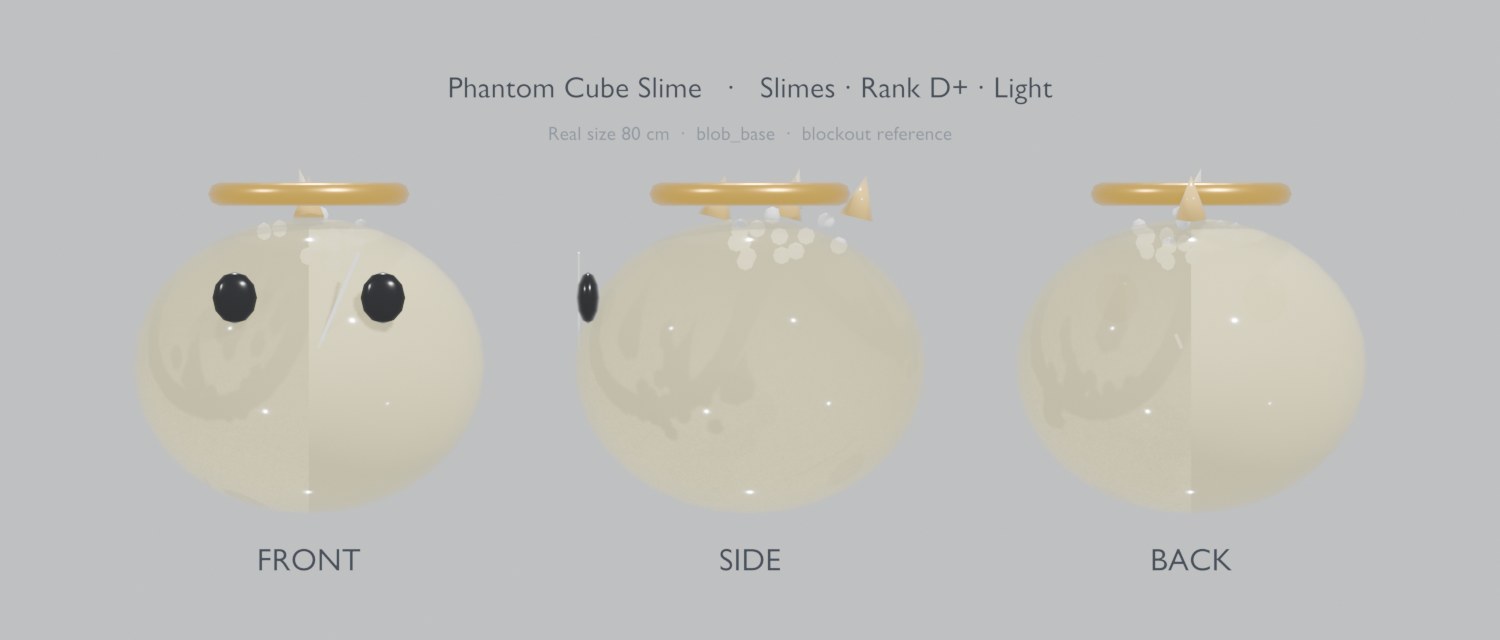 Phantom Cube Slime · Slimes · Rank D+ · Light
Real size 80 cm · blob_base · blockout reference
FRONT SIDE BACK